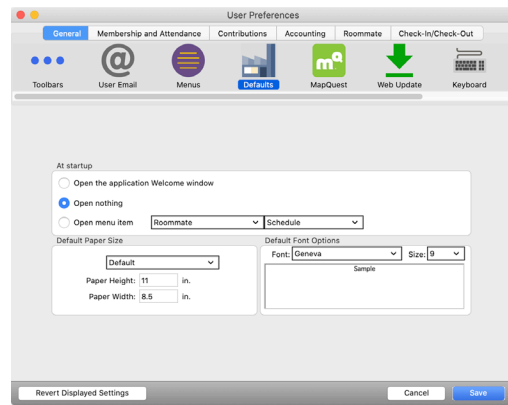 User Preferences
General Membership and Attendance Contributions Accounting Roommate Check-In/Check-Out
@ mq
Toolbars User Email Menus Defaults MapQuest Web Update Keyboard
At startup
Open the application Welcome window
Open nothing
Open menu item Roommate Schedule
Default Paper Size Default Font Options
Default Font: Geneva Size: 9
Sample
Paper Height: 11 in.
Paper Width: 8.5 in.
Revert Displayed Settings Cancel Save